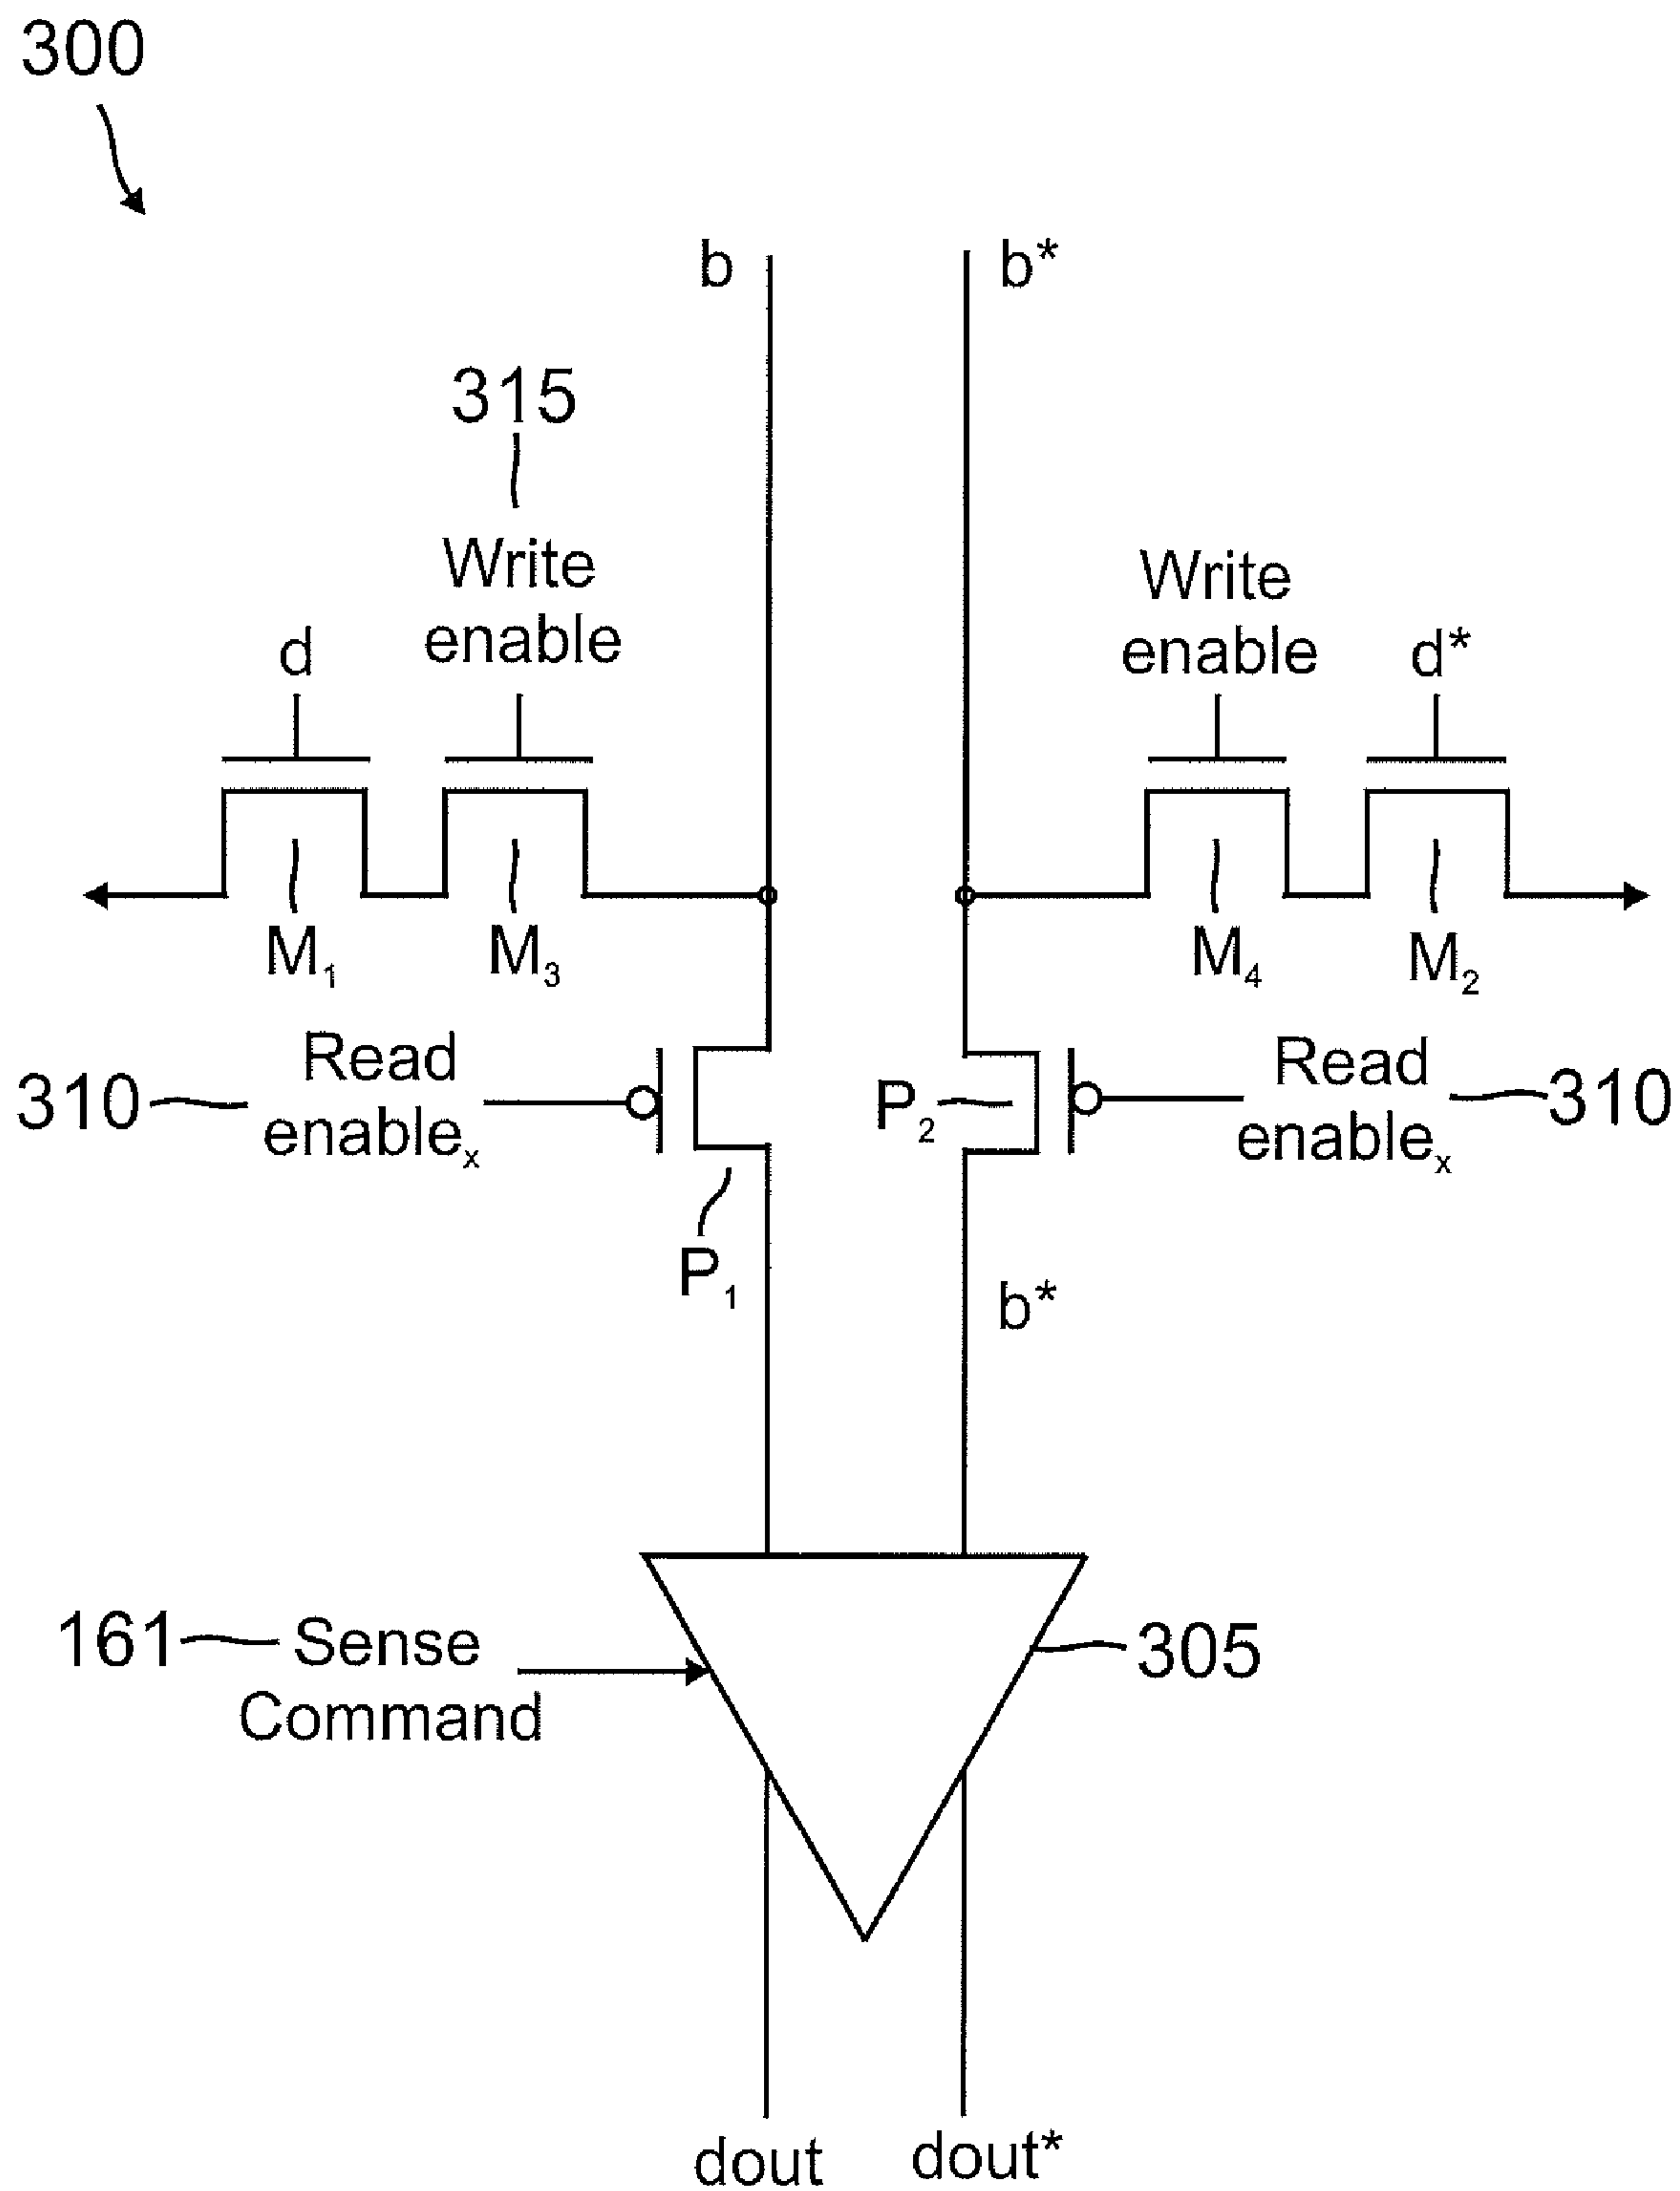 300
b
b*
315
Write
enable
Write
enable
d
d*
M1
M3
M4
M2
310
Read
enablex
P2
Read
enablex
310
P1
b*
161
Sense
Command
305
dout
dout*